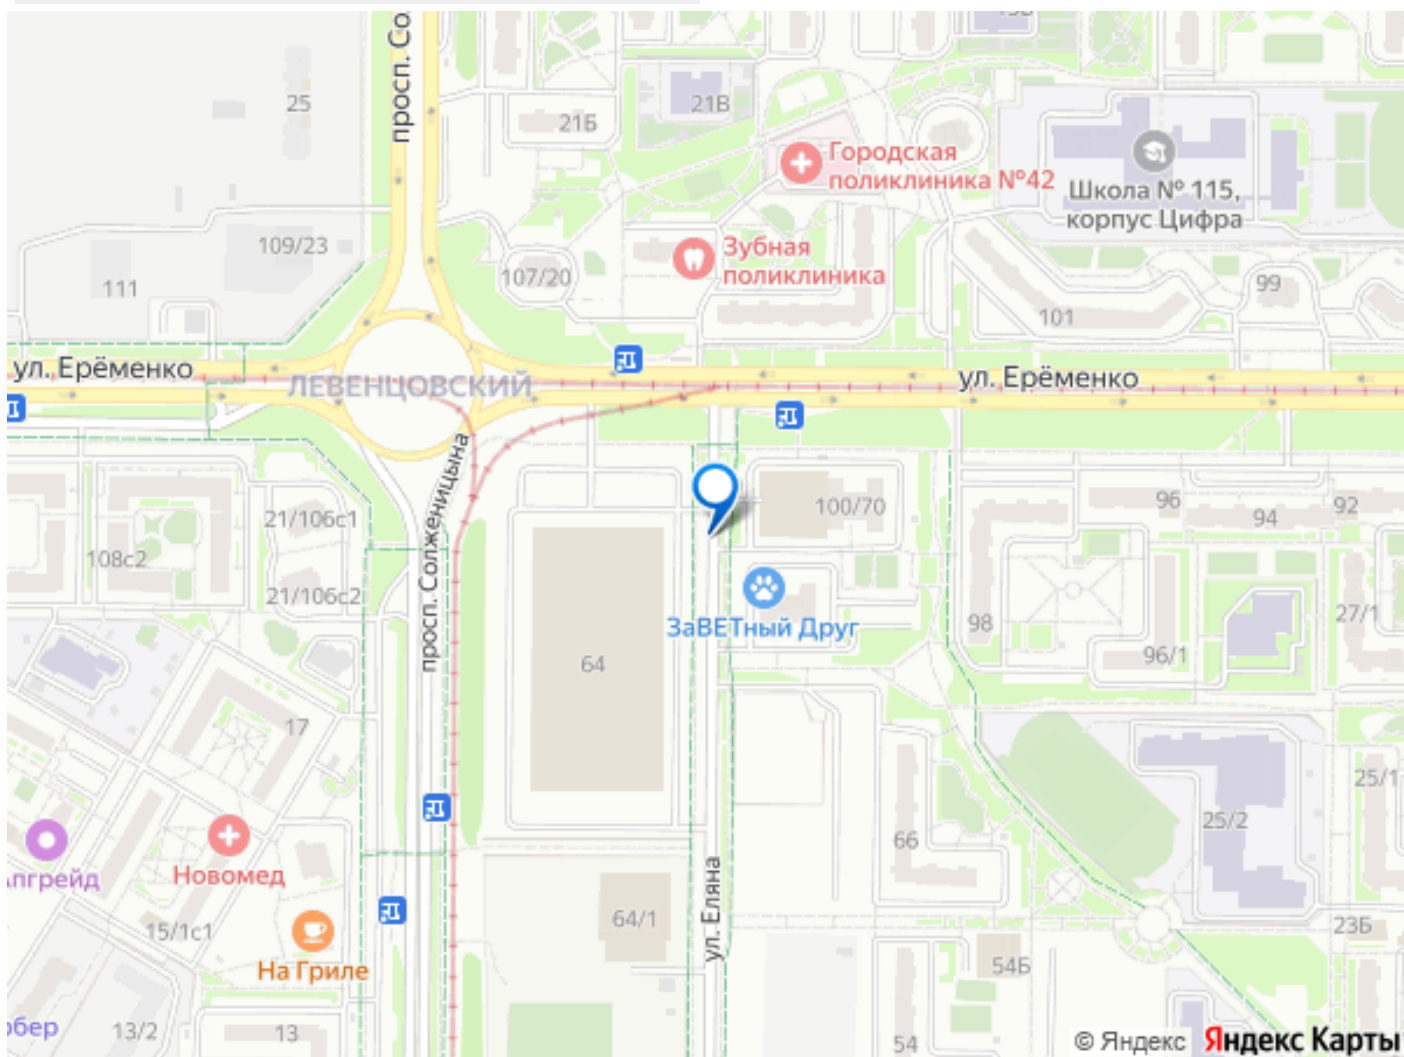 просп. Со
15В
25
21Б
21В
Городская
поликлиника №42
Школа № 115,
корпус Цифра
109/23
111
107/20
Зубная
поликлиника
101
99
ул. Ерёменко
ЛЕВЕНЦОВСКИЙ
ул. Ерёменко
21/106с1
108с2
21/106с2
просп. Солженицына
100/70
96
94
92
ЗаВЕТный Друг
64
98
96/1
27/1
17
66
25/2
25/1
Апгрейд
Новомед
15/1с1
На Гриле
64/1
ул. Еляна
54Б
23Б
бер
13/2
13
54
© Яндекс
Яндекс Карты